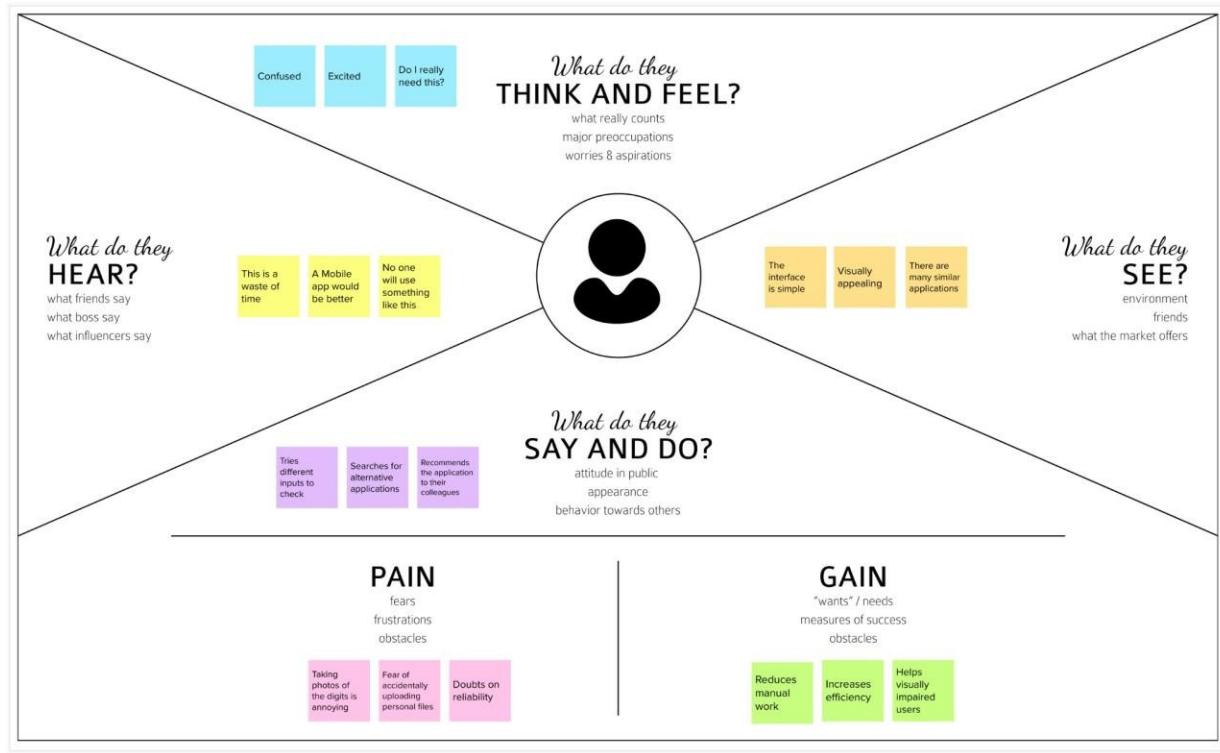 Confused
Excited
Do I really
need this?
What do they
THINK AND FEEL?
what really counts
major preoccupations
worries & aspirations
What do they
HEAR?
what friends say
what boss say
what influencers say
This is a
waste of
time
A Mobile
app would
be better
No one
will use
something
like this
The
interface
is simple
Visually
appealing
There are
many similar
applications
What do they
SEE?
environment
friends
what the market offers
Tries
different
inputs to
check
Searches for
alternative
applications
Recommends
the application
to their
colleagues
What do they
SAY AND DO?
attitude in public
appearance
behavior towards others
PAIN
fears
frustrations
obstacles
Taking
photos of
the digits is
annoying
Fear of
accidentally
uploading
personal files
Doubts on
reliability
GAIN
"wants" / needs
measures of success
obstacles
Reduces
manual
work
Increases
efficiency
Helps
visually
impaired
users